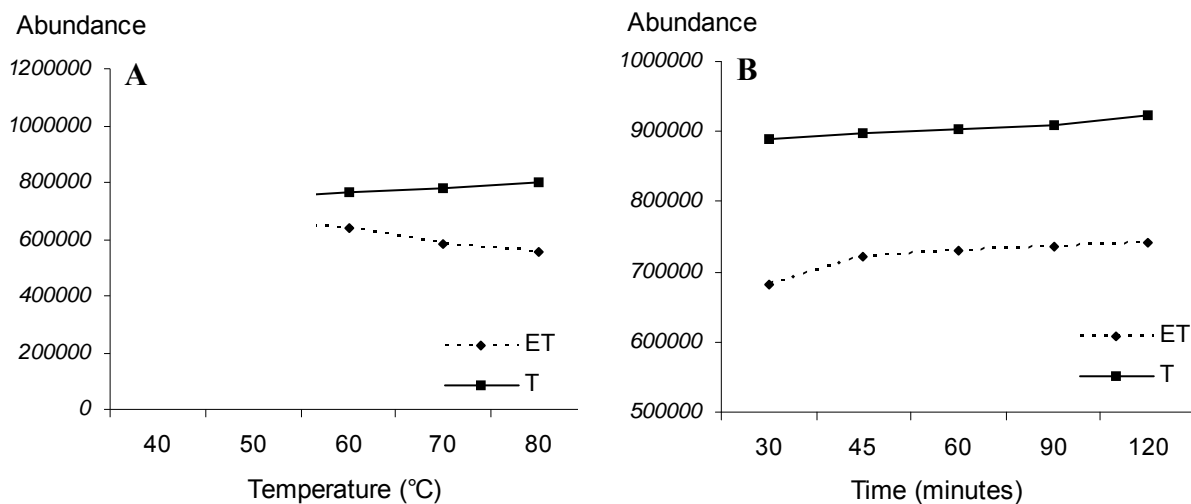 Abundance
A
1200000
1000000
800000
600000
400000
200000
0
ET
T
40 50 60 70 80
Temperature (°C)
Abundance
B
1000000
900000
800000
700000
600000
500000
ET
T
30 45 60 90 120
Time (minutes)